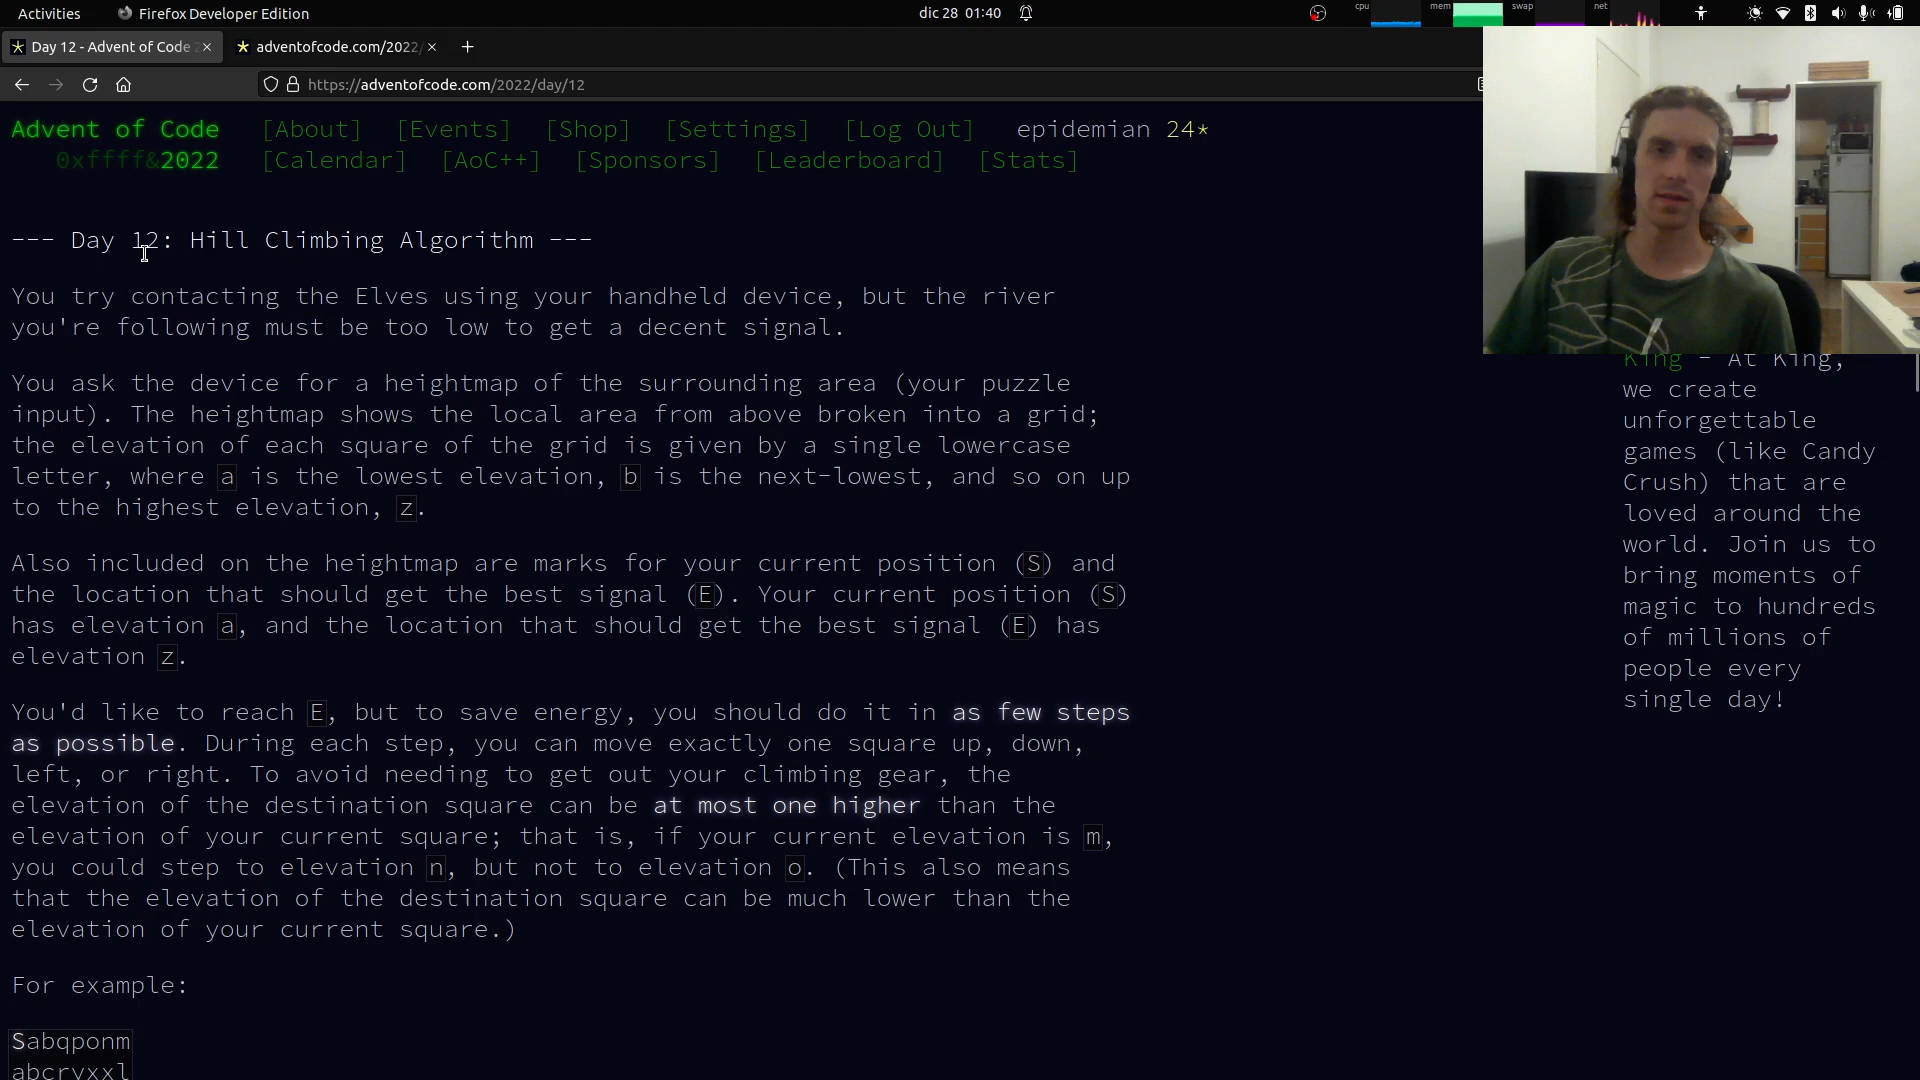 Activities Firefox Developer Edition dic 28 01:40 cpu mem swap net
Day 12 - Advent of Code 2 adventofcode.com/2022/
https://adventofcode.com/2022/day/12
Advent of Code [About] [Events] [Shop] [Settings] [Log Out] epidemian 24*
0xffff&2022 [Calendar] [AoC++] [Sponsors] [Leaderboard] [Stats]
--- Day 12: Hill Climbing Algorithm ---
You try contacting the Elves using your handheld device, but the river
you're following must be too low to get a decent signal.
You ask the device for a heightmap of the surrounding area (your puzzle
input). The heightmap shows the local area from above broken into a grid;
the elevation of each square of the grid is given by a single lowercase
letter, where a is the lowest elevation, b is the next-lowest, and so on up
to the highest elevation, z.
Also included on the heightmap are marks for your current position (S) and
the location that should get the best signal (E). Your current position (S)
has elevation a, and the location that should get the best signal (E) has
elevation z.
You'd like to reach E, but to save energy, you should do it in as few steps
as possible. During each step, you can move exactly one square up, down,
left, or right. To avoid needing to get out your climbing gear, the
elevation of the destination square can be at most one higher than the
elevation of your current square; that is, if your current elevation is m,
you could step to elevation n, but not to elevation o. (This also means
that the elevation of the destination square can be much lower than the
elevation of your current square.)
For example:
Sabqponm
abcryxxl
King - At King,
we create
unforgettable
games (like Candy
Crush) that are
loved around the
world. Join us to
bring moments of
magic to hundreds
of millions of
people every
single day!